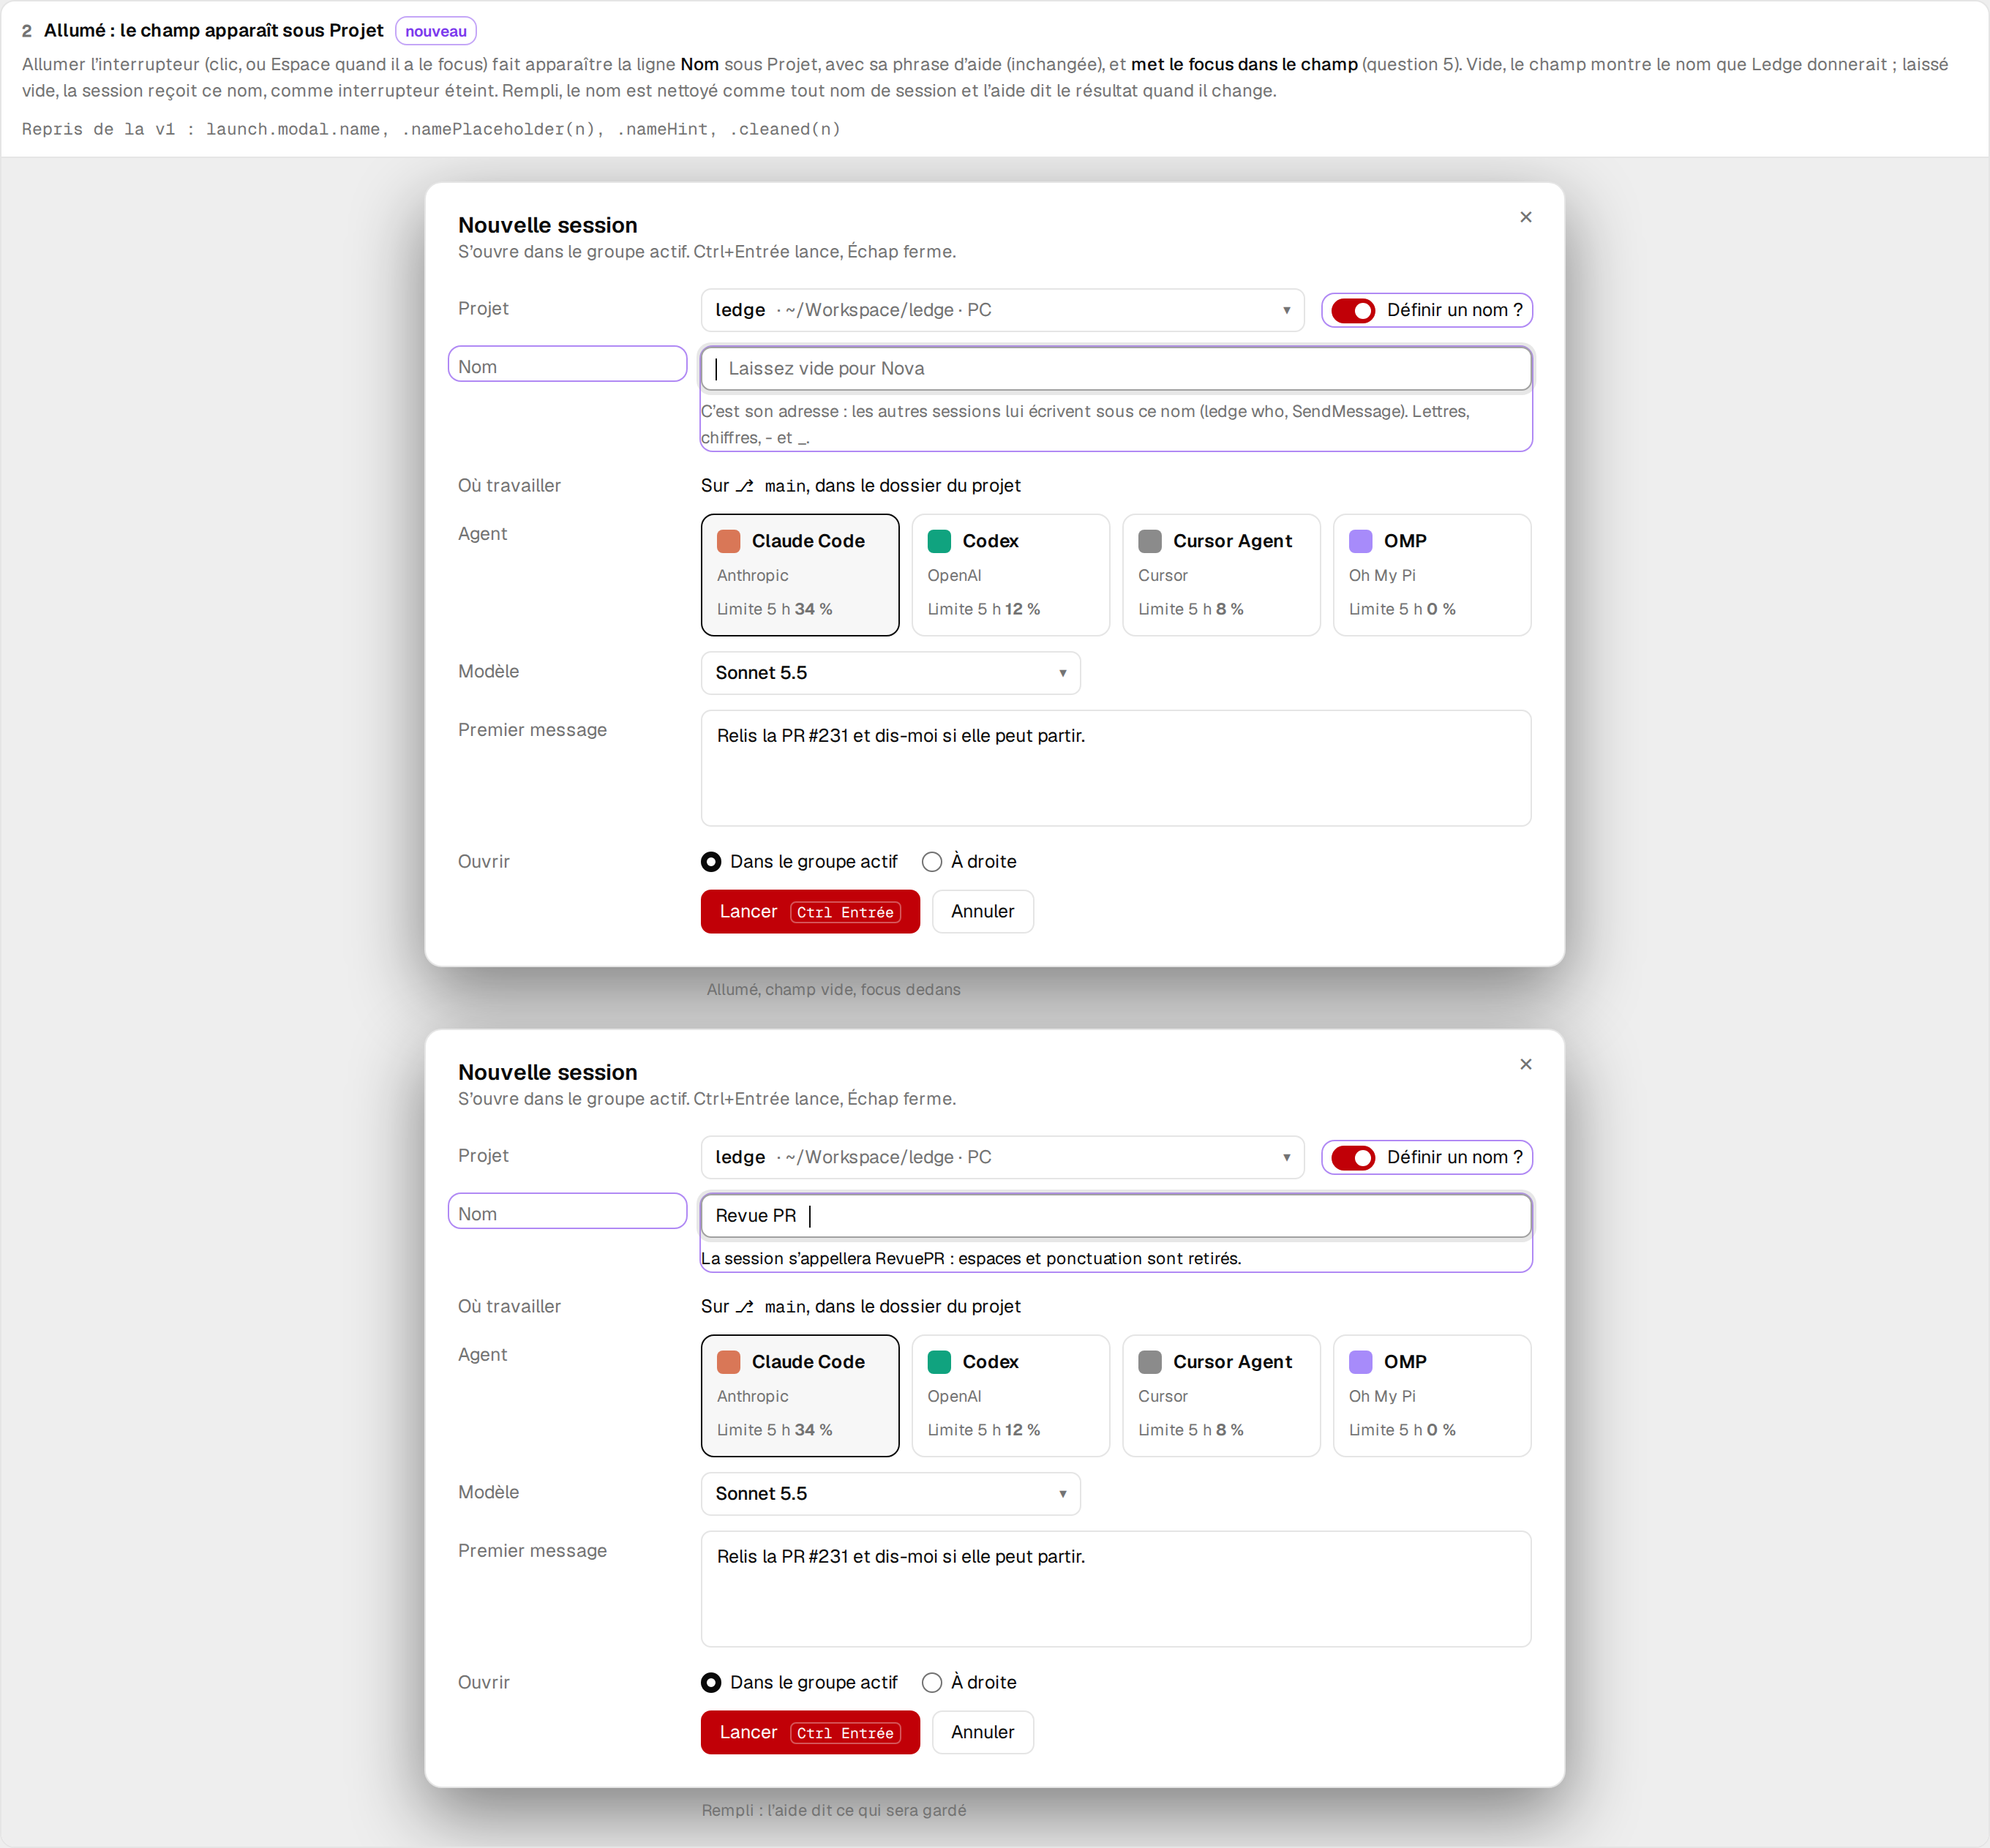 2 Allumé : le champ apparaît sous Projet nouveau
Allumer l’interrupteur (clic, ou Espace quand il a le focus) fait apparaître la ligne Nom sous Projet, avec sa phrase d’aide (inchangée), et met le focus dans le champ (question 5). Vide, le champ montre le nom que Ledge donnerait ; laissé
vide, la session reçoit ce nom, comme interrupteur éteint. Rempli, le nom est nettoyé comme tout nom de session et l’aide dit le résultat quand il change.
Repris de la v1 : launch.modal.name, .namePlaceholder(n), .nameHint, .cleaned(n)
Nouvelle session ×
S’ouvre dans le groupe actif. Ctrl+Entrée lance, Échap ferme.
Projet ledge · ~/Workspace/ledge · PC ▾ Définir un nom ?
Nom Laissez vide pour Nova
C’est son adresse : les autres sessions lui écrivent sous ce nom (ledge who, SendMessage). Lettres,
chiffres, - et _.
Où travailler Sur ⎇ main, dans le dossier du projet
Agent Claude Code Codex Cursor Agent OMP
Anthropic OpenAI Cursor Oh My Pi
Limite 5 h 34 % Limite 5 h 12 % Limite 5 h 8 % Limite 5 h 0 %
Modèle Sonnet 5.5 ▾
Premier message Relis la PR #231 et dis-moi si elle peut partir.
Ouvrir Dans le groupe actif À droite
Lancer Ctrl Entrée Annuler
Allumé, champ vide, focus dedans
Nouvelle session ×
S’ouvre dans le groupe actif. Ctrl+Entrée lance, Échap ferme.
Projet ledge · ~/Workspace/ledge · PC ▾ Définir un nom ?
Nom Revue PR
La session s’appellera RevuePR : espaces et ponctuation sont retirés.
Où travailler Sur ⎇ main, dans le dossier du projet
Agent Claude Code Codex Cursor Agent OMP
Anthropic OpenAI Cursor Oh My Pi
Limite 5 h 34 % Limite 5 h 12 % Limite 5 h 8 % Limite 5 h 0 %
Modèle Sonnet 5.5 ▾
Premier message Relis la PR #231 et dis-moi si elle peut partir.
Ouvrir Dans le groupe actif À droite
Lancer Ctrl Entrée Annuler
Rempli : l’aide dit ce qui sera gardé